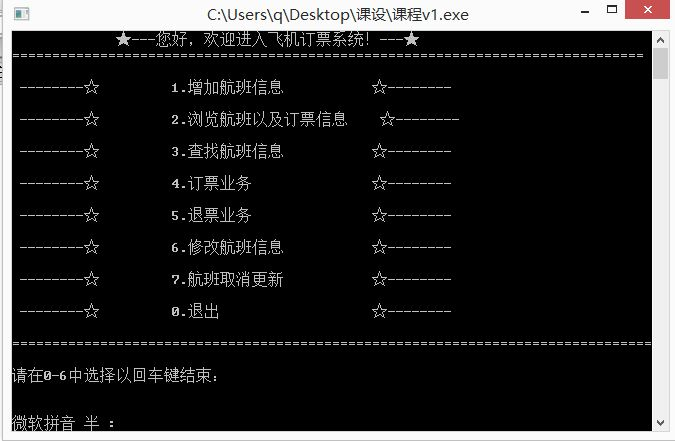 C:\Users\q\Desktop\课设\课程v1.exe
★---您好，欢迎进入飞机订票系统！---★
================================================================================
--------☆ 1.增加航班信息 ☆--------
--------☆ 2.浏览航班以及订票信息 ☆--------
--------☆ 3.查找航班信息 ☆--------
--------☆ 4.订票业务 ☆--------
--------☆ 5.退票业务 ☆--------
--------☆ 6.修改航班信息 ☆--------
--------☆ 7.航班取消更新 ☆--------
--------☆ 0.退出 ☆--------
================================================================================
请在0-6中选择以回车键结束:
微软拼音 半 :